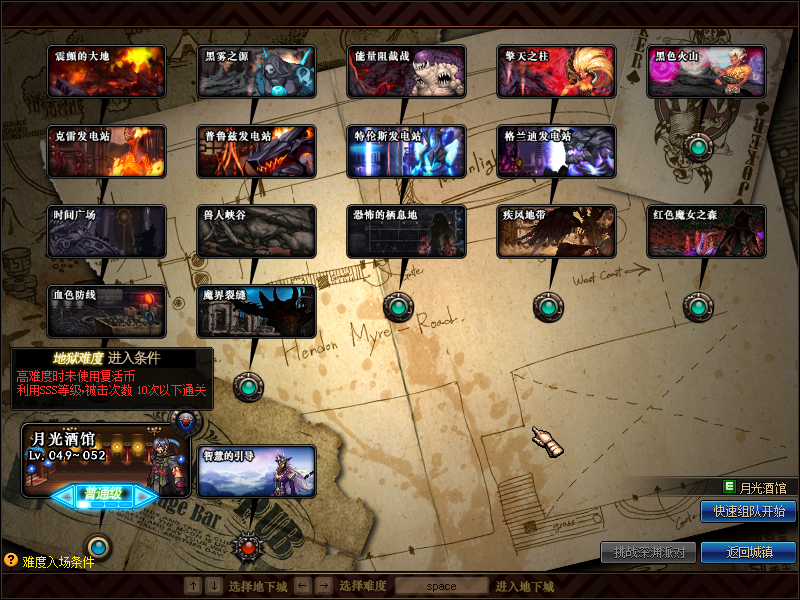 震颤的大地
黑雾之源
能量阻截战
擎天之柱
黑色火山
克雷发电站
普鲁兹发电站
特伦斯发电站
格兰迪发电站
Moonlight
时间广场
兽人峡谷
恐怖的栖息地
疾风地带
红色魔女之森
Gate
West Coast
血色防线
魔界裂缝
Hendon Myre Road.
地狱难度 进入条件
高难度时未使用复活币
利用SSS等级,被击次数 10次以下通关
月光酒馆
Lv. 049~052
普通级
智慧的引导
E 月光酒馆
快速组队开始
挑战深渊派对
返回城镇
JOKER
JOKER
Bar
PUB
grass
? 难度入场条件
↑ ↓ 选择地下城 ← → 选择难度 space 进入地下城